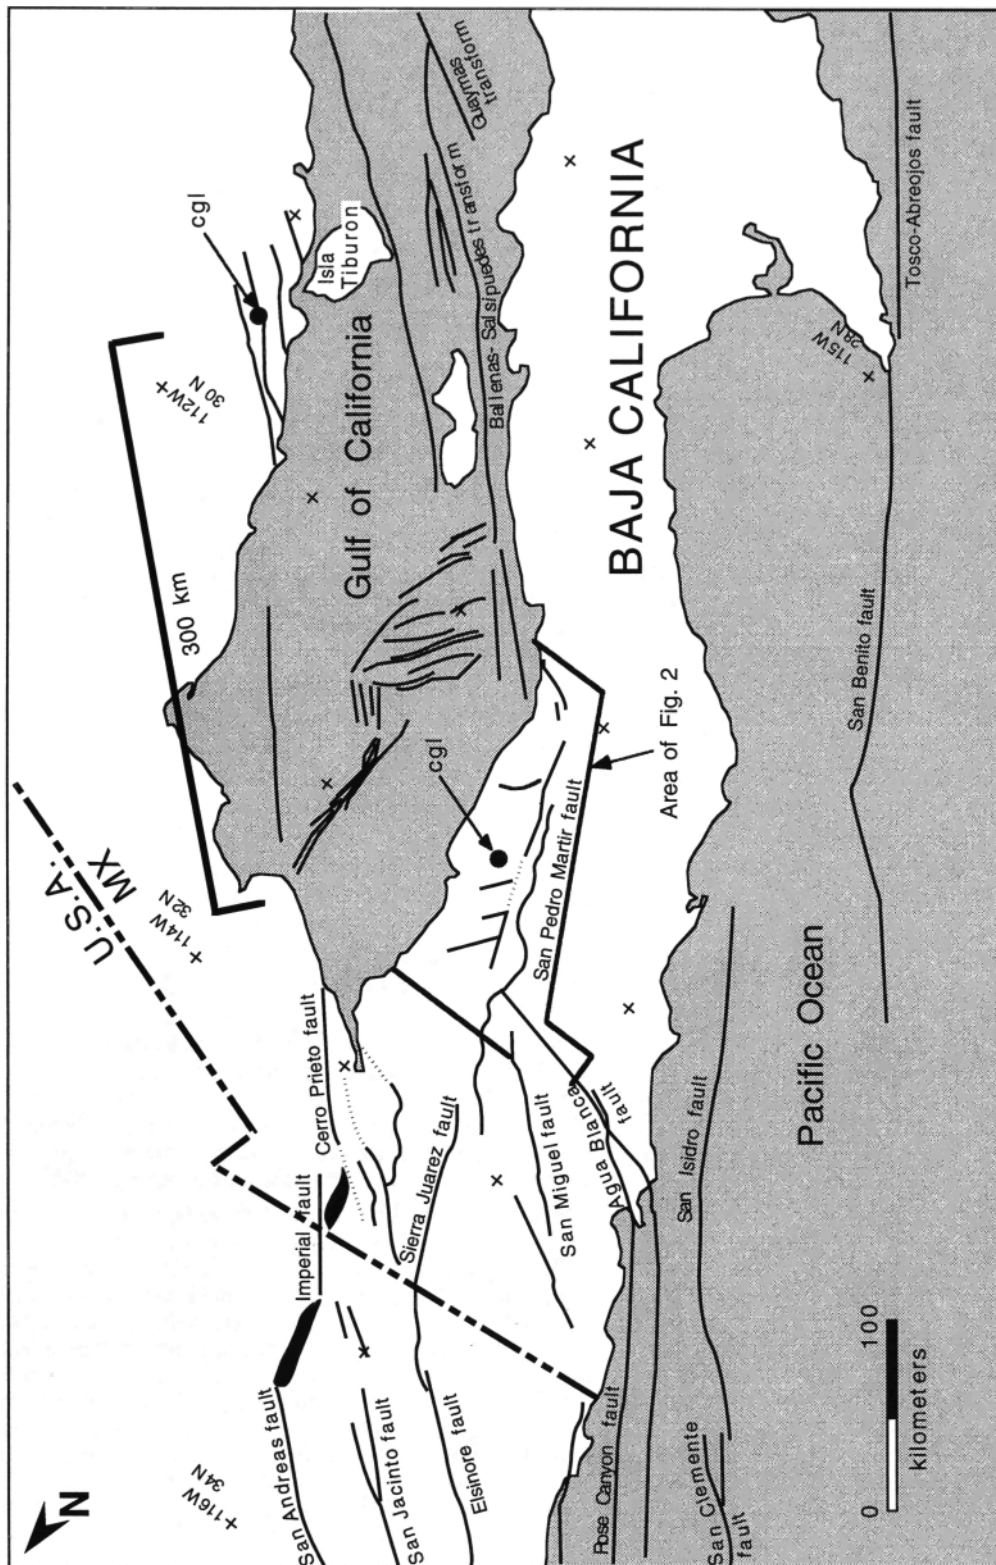 N
+116W
34N
San Andreas fault
San Jacinto fault
Elsinore fault
Rose Canyon fault
San Clemente
fault
0
100
kilometers
Imperial fault
Cerro Prieto fault
Sierra Juarez fault
San Miguel fault
Agua Blanca
fault
San Isidro fault
Pacific Ocean
U.S.A.
MX
+114W
32N
300 km
112W+
30 N
cgl
cgl
San Pedro Martir fault
Area of Fig. 2
Gulf of California
Isla
Tiburon
Ballenas-Salsipuedes transform
Guaymas
transform
BAJA CALIFORNIA
115W
28N
San Benito fault
Tosco-Abreojos fault